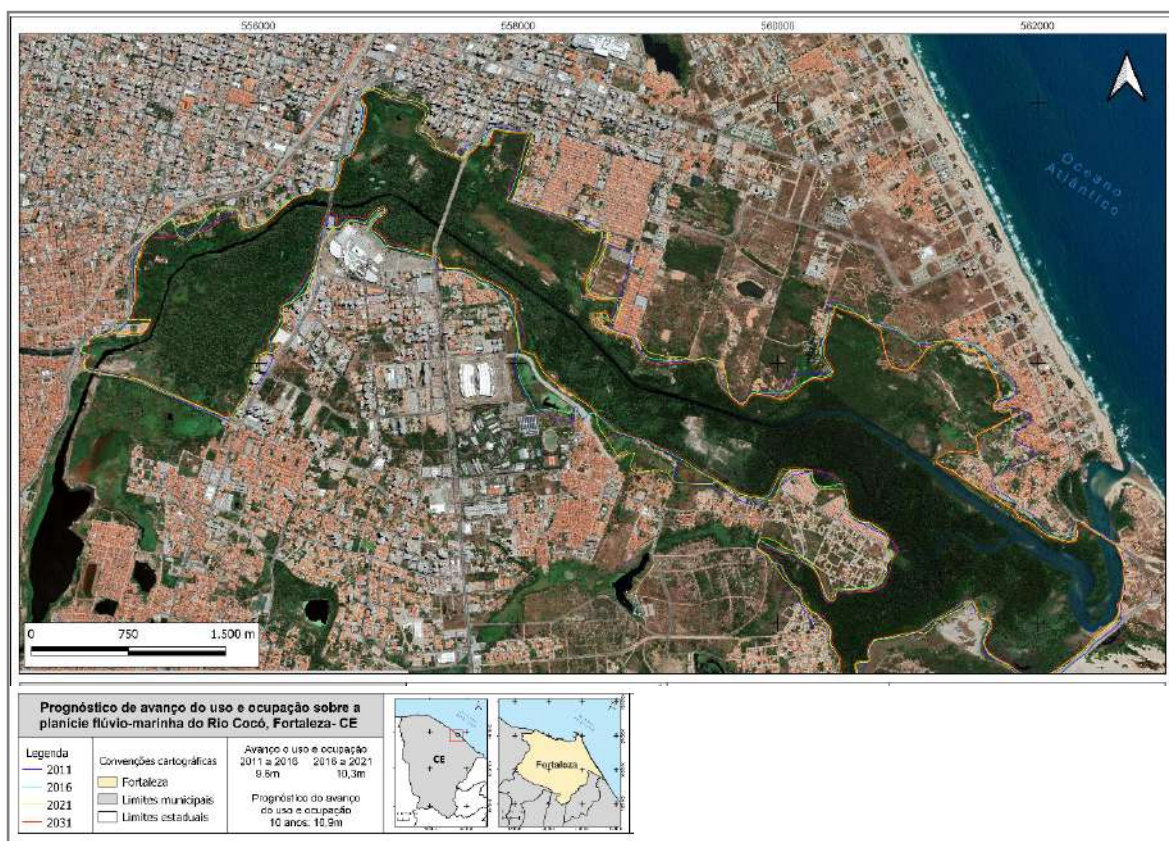 556000 558000 560000 562000
Oceano
Atlântico
0 750 1.500 m
Prognóstico de avanço do uso e ocupação sobre a
planície flúvio-marinha do Rio Cocó, Fortaleza- CE
Legenda
2011
2016
2021
2031
Convenções cartográficas
Fortaleza
Limites municipais
Limites estaduais
Avanço o uso e ocupação
2011 a 2016 2016 a 2021
9,6m 10,3m
Prognóstico do avanço
do uso e ocupação
10 anos: 18,9m
CE
Fortaleza